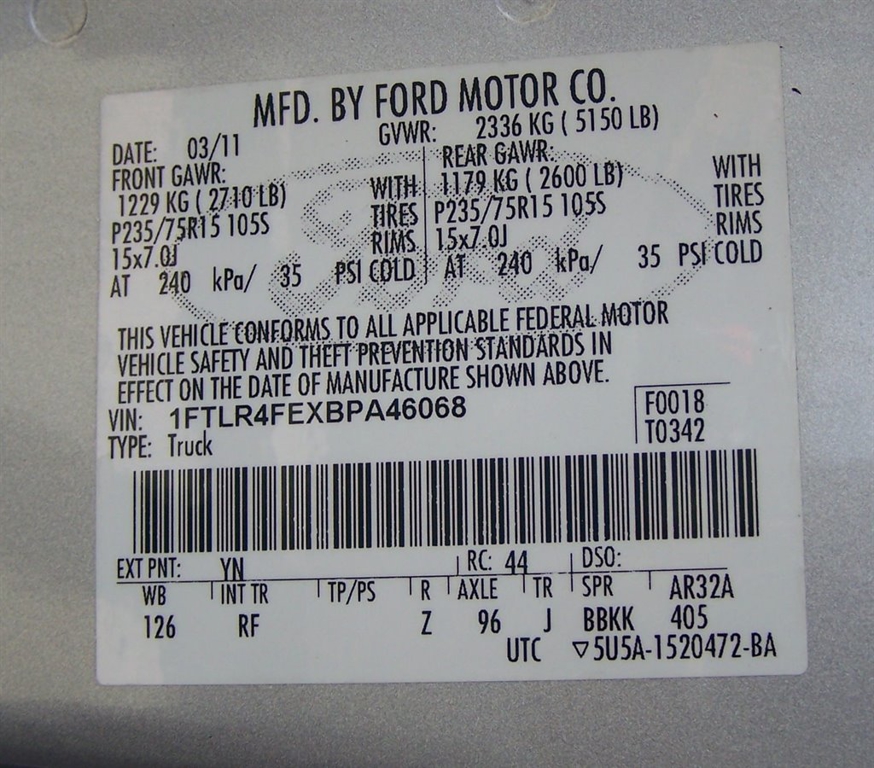 MFD. BY FORD MOTOR CO.
DATE: 03/11 GVWR: 2336 KG ( 5150 LB)
FRONT GAWR: REAR GAWR:
1229 KG ( 2710 LB) WITH 1179 KG ( 2600 LB) WITH
P235/75R15 105S TIRES P235/75R15 105S TIRES
15x7.0J RIMS 15x7.0J RIMS
AT 240 kPa/ 35 PSI COLD AT 240 kPa/ 35 PSI COLD
Ford
THIS VEHICLE CONFORMS TO ALL APPLICABLE FEDERAL MOTOR
VEHICLE SAFETY AND THEFT PREVENTION STANDARDS IN
EFFECT ON THE DATE OF MANUFACTURE SHOWN ABOVE.
VIN: 1FTLR4FEXBPA46068 F0018
TYPE: Truck T0342
EXT PNT: YN RC: 44 DSO:
WB INT TR TP/PS R AXLE TR SPR AR32A
126 RF Z 96 J BBKK 405
UTC ▽5U5A-1520472-BA